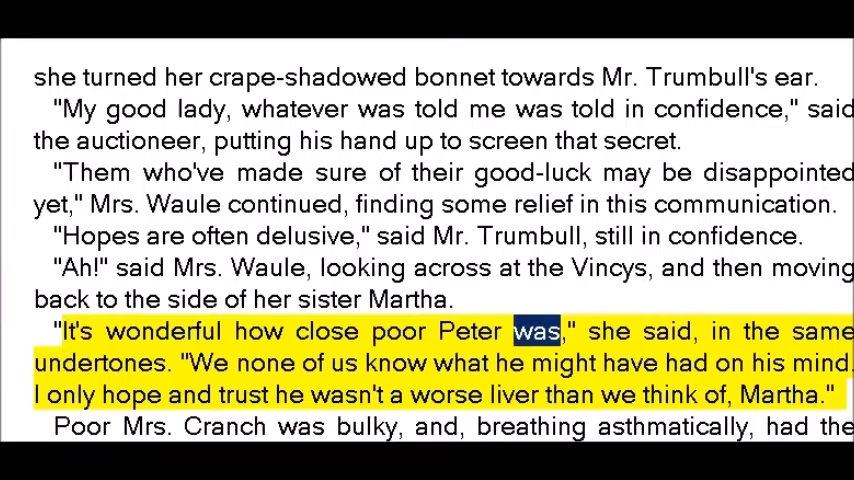 she turned her crape-shadowed bonnet towards Mr. Trumbull's ear.
"My good lady, whatever was told me was told in confidence," said
the auctioneer, putting his hand up to screen that secret.
"Them who've made sure of their good-luck may be disappointed
yet," Mrs. Waule continued, finding some relief in this communication.
"Hopes are often delusive," said Mr. Trumbull, still in confidence.
"Ah!" said Mrs. Waule, looking across at the Vincys, and then moving
back to the side of her sister Martha.
"It's wonderful how close poor Peter was," she said, in the same
undertones. "We none of us know what he might have had on his mind.
I only hope and trust he wasn't a worse liver than we think of, Martha."
Poor Mrs. Cranch was bulky, and, breathing asthmatically, had the